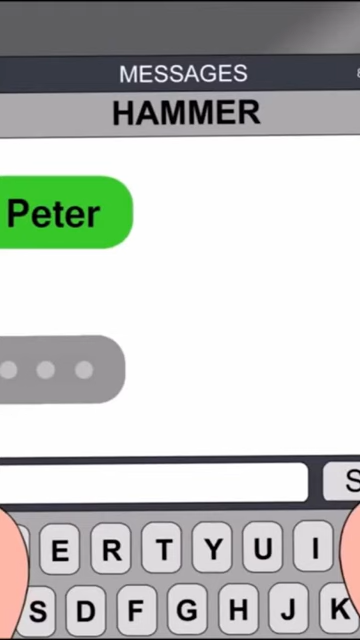 MESSAGES
HAMMER
Peter
S
E R T Y U I
S D F G H J K